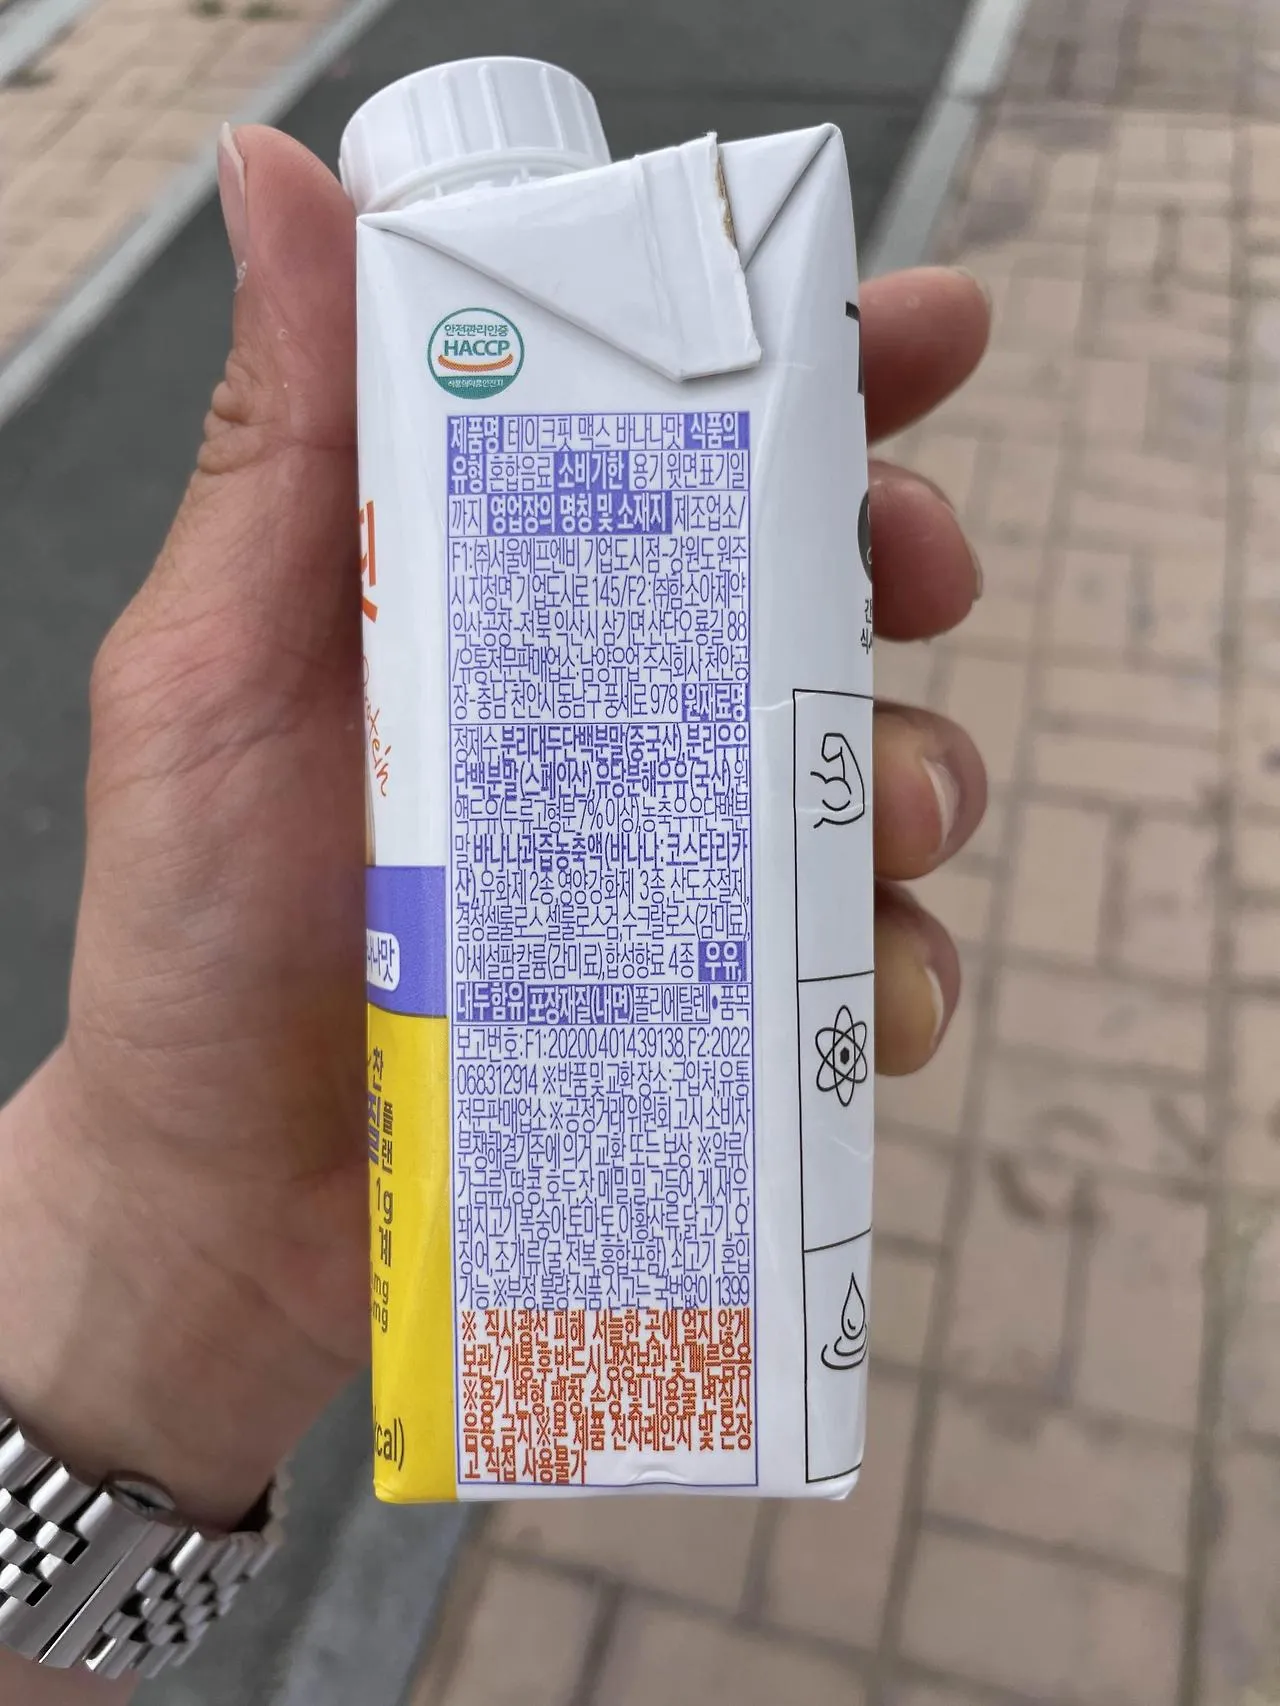 안전관리인증
HACCP
식품의약품안전처
제품명 테이크핏 맥스 바나나맛 식품의
유형 혼합음료 소비기한 용기 윗면 표기일
까지 영업장의 명칭 및 소재지 제조업소/
F1:㈜서울에프엔비 기업도시점-강원도 원주
시 지정면 기업도시로 145/F2:㈜함소아제약
익산공장-전북 익산시 삼기면 산단오룡길 88
/유통전문판매업소:남양유업 주식회사 천안공
장-충남 천안시 동남구 풍세로 978 원재료명
정제수,분리대두단백분말(중국산),분리우유
단백분말(스페인산),유당분해우유(국산),원
액두유(두류고형분 7% 이상),농축우유단백분
말,바나나과즙농축액(바나나:코스타리카
산),유화제 2종,영양강화제 3종,산도조절제,
결정셀룰로스,셀룰로스검,수크랄로스(감미료),
아세설팜칼륨(감미료),합성향료 4종 우유,
대두 함유 포장재질(내면)폴리에틸렌•품목
보고번호:F1:20200401439138,F2:2022
068312914 ※반품 및 교환장소:구입처,유통
전문판매업소 ※공정거래위원회 고시 소비자
분쟁해결기준에 의거 교환 또는 보상 ※알류(
가금류),땅콩,호두,잣,메밀,밀,고등어,게,새우,
돼지고기,복숭아,토마토,아황산류,닭고기,오
징어,조개류(굴,전복,홍합 포함),쇠고기 혼입
가능 ※부정,불량식품 신고는 국번없이 1399
※ 직사광선 피해 서늘한 곳에 얼지 않게
보관/개봉 후 반드시 냉장보관 및 빠른 음용
※용기 변형, 팽창, 손상 및 내용물 변질 시
음용 금지 ※본 제품 전자레인지 및 온장
고 직접 사용불가
핏
나나맛
찬
플
랜
1g
계
mg
mg
kcal)